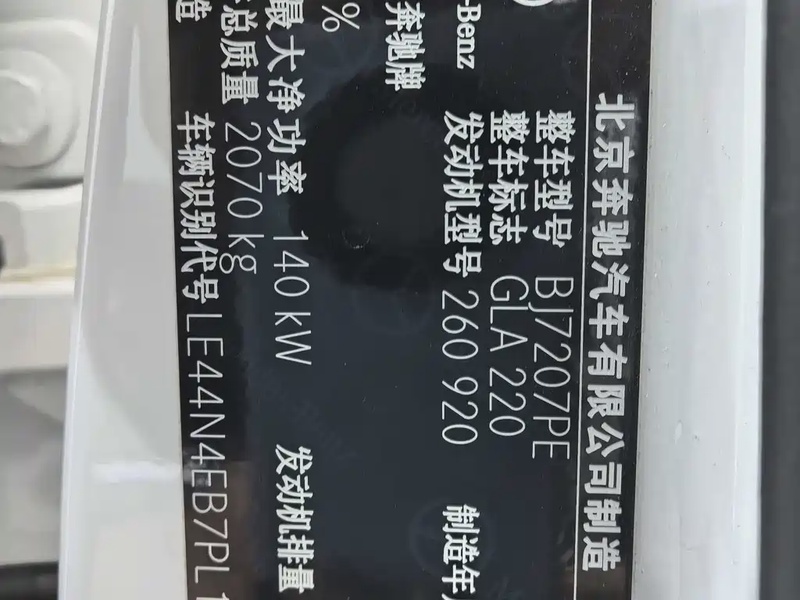 北京奔驰汽车有限公司制造
-Benz
奔驰牌
整车型号 BJ7207PE
整车标志 GLA 220
发动机型号 260 920
制造年
%
最大净功率 140 kW
发动机排量
总质量 2070 kg
造
车辆识别代号 LE44N4EB7PL1